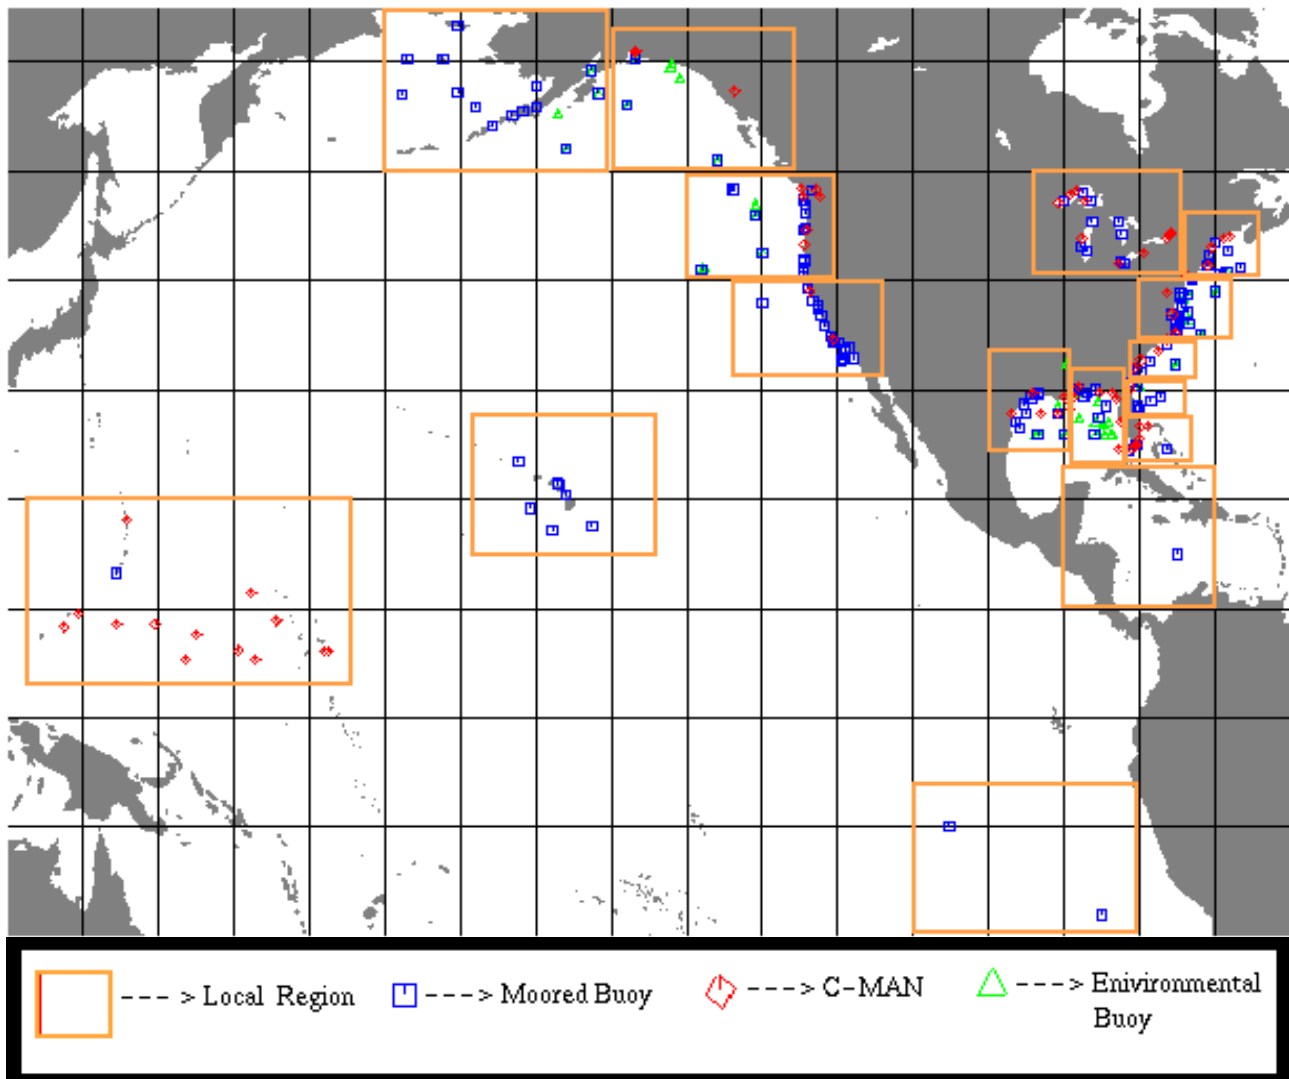 ---> Local Region
---> Moored Buoy
---> C-MAN
---> Enivironmental
Buoy